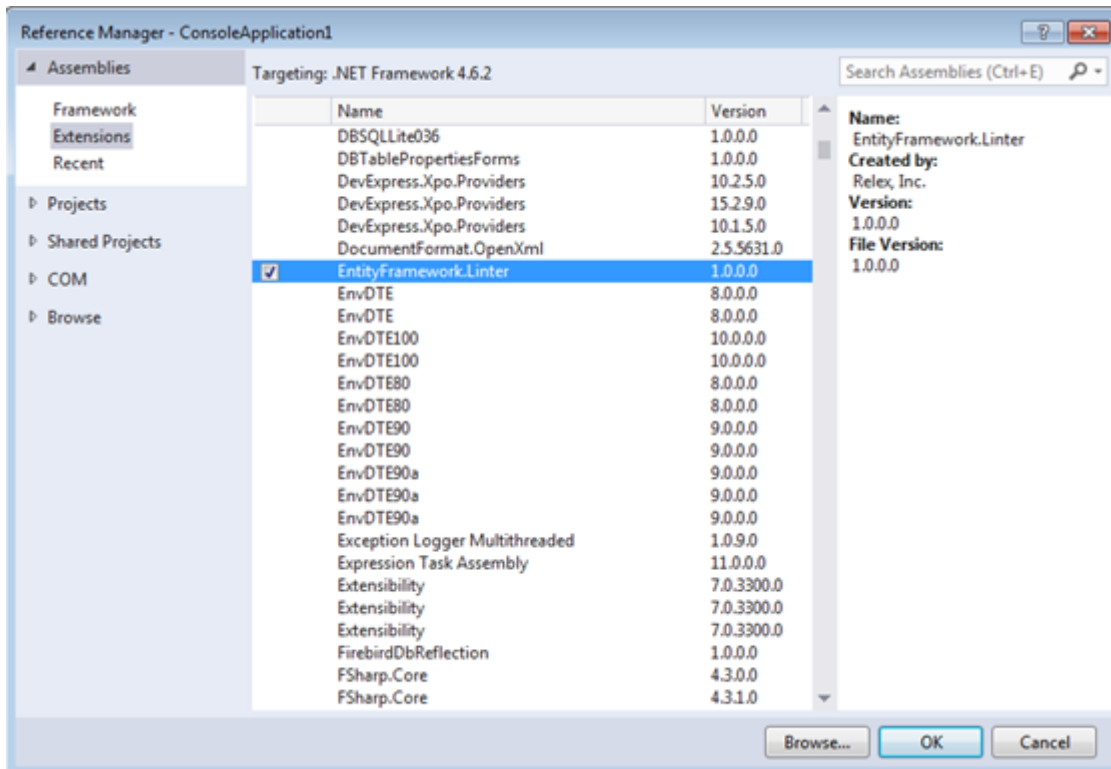 Reference Manager - ConsoleApplication1
Assemblies
Framework
Extensions
Recent
Projects
Shared Projects
COM
Browse
Targeting: .NET Framework 4.6.2
Search Assemblies (Ctrl+E)
Name Version
DBSQLLite036 1.0.0.0
DBTablePropertiesForms 1.0.0.0
DevExpress.Xpo.Providers 10.2.5.0
DevExpress.Xpo.Providers 15.2.9.0
DevExpress.Xpo.Providers 10.1.5.0
DocumentFormat.OpenXml 2.5.5631.0
EntityFramework.Linter 1.0.0.0
EnvDTE 8.0.0.0
EnvDTE 8.0.0.0
EnvDTE100 10.0.0.0
EnvDTE100 10.0.0.0
EnvDTE80 8.0.0.0
EnvDTE80 8.0.0.0
EnvDTE90 9.0.0.0
EnvDTE90 9.0.0.0
EnvDTE90a 9.0.0.0
EnvDTE90a 9.0.0.0
EnvDTE90a 9.0.0.0
Exception Logger Multithreaded 1.0.9.0
Expression Task Assembly 11.0.0.0
Extensibility 7.0.3300.0
Extensibility 7.0.3300.0
Extensibility 7.0.3300.0
FirebirdDbReflection 1.0.0.0
FSharp.Core 4.3.0.0
FSharp.Core 4.3.1.0
Name:
EntityFramework.Linter
Created by:
Relex, Inc.
Version:
1.0.0.0
File Version:
1.0.0.0
Browse... OK Cancel